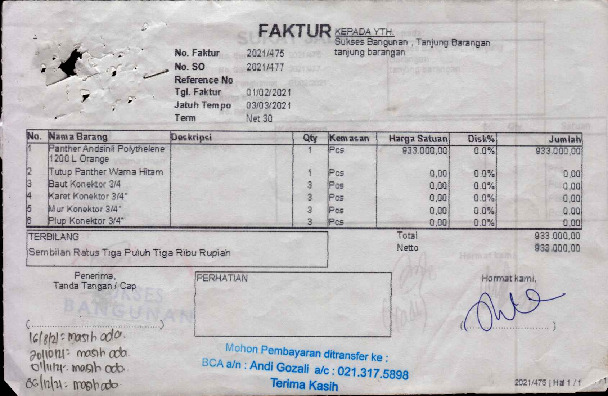 FAKTUR
KEPADA YTH.
Sukses Bangunan , Tanjung Barangan
tanjung barangan
No. Faktur 2021/475
No. SO 2021/477
Reference No
Tgl. Faktur 01/02/2021
Jatuh Tempo 03/03/2021
Term Net 30
No. Nama Barang Deskripsi Qty Kemasan Harga Satuan Disk% Jumlah
1 Panther Andsinil Polythelene 1 Pcs 933.000,00 0.0% 933.000,00
1200 L Orange
2 Tutup Panther Warna Hitam 1 Pcs 0,00 0.0% 0,00
3 Baut Konektor 3/4 3 Pcs 0,00 0.0% 0,00
4 Karet Konektor 3/4" 3 Pcs 0,00 0.0% 0,00
5 Mur Konektor 3/4" 3 Pcs 0,00 0.0% 0,00
6 Plup Konektor 3/4" 3 Pcs 0,00 0.0% 0,00
TERBILANG
Total 933.000,00
Netto 933.000,00
Sembilan Ratus Tiga Puluh Tiga Ribu Rupiah
Penerima,
Tanda Tangan / Cap
PERHATIAN
Hormat kami,
SUKSES
BANGUNAN
16/8/21: masih ada.
20/10/21: masih ada
01/11/21: masih ada.
06/12/21: masih ada.
Mohon Pembayaran ditransfer ke :
BCA a/n : Andi Gozali a/c : 021.317.5898
Terima Kasih
2021/475 | Hal 1 / 1